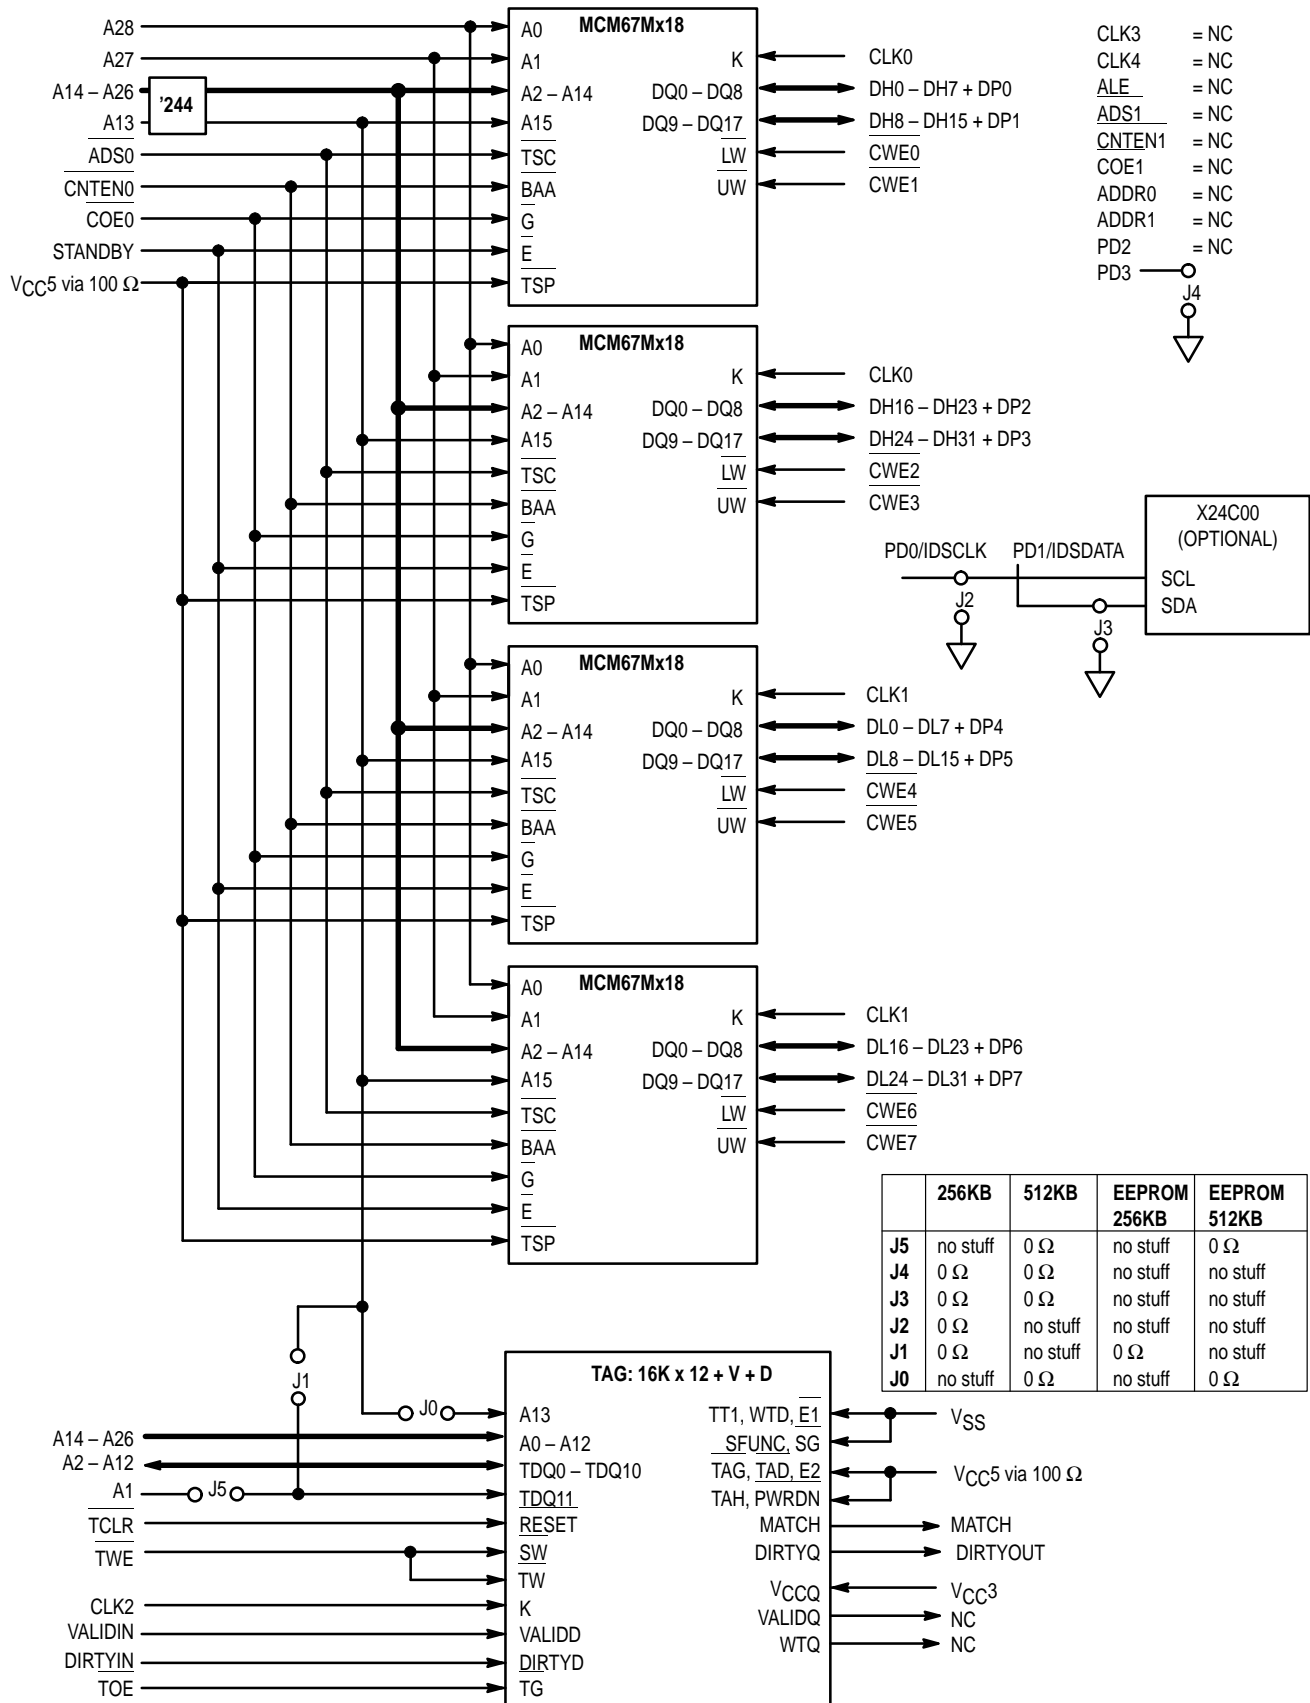 A28
A27
A14 – A26
'244
A13
ADS0
CNTEN0
COE0
STANDBY
VCC5 via 100 Ω
MCM67Mx18
A0
A1
A2 – A14
A15
TSC
BAA
G
E
TSP
K
DQ0 – DQ8
DQ9 – DQ17
LW
UW
CLK0
DH0 – DH7 + DP0
DH8 – DH15 + DP1
CWE0
CWE1
CLK3 = NC
CLK4 = NC
ALE = NC
ADS1 = NC
CNTEN1 = NC
COE1 = NC
ADDR0 = NC
ADDR1 = NC
PD2 = NC
PD3
J4
MCM67Mx18
A0
A1
A2 – A14
A15
TSC
BAA
G
E
TSP
K
DQ0 – DQ8
DQ9 – DQ17
LW
UW
CLK0
DH16 – DH23 + DP2
DH24 – DH31 + DP3
CWE2
CWE3
X24C00
(OPTIONAL)
SCL
SDA
PD0/IDSCLK PD1/IDSDATA
J2
J3
MCM67Mx18
A0
A1
A2 – A14
A15
TSC
BAA
G
E
TSP
K
DQ0 – DQ8
DQ9 – DQ17
LW
UW
CLK1
DL0 – DL7 + DP4
DL8 – DL15 + DP5
CWE4
CWE5
MCM67Mx18
A0
A1
A2 – A14
A15
TSC
BAA
G
E
TSP
K
DQ0 – DQ8
DQ9 – DQ17
LW
UW
CLK1
DL16 – DL23 + DP6
DL24 – DL31 + DP7
CWE6
CWE7
256KB 512KB EEPROM 256KB EEPROM 512KB
J5 no stuff 0 Ω no stuff 0 Ω
J4 0 Ω 0 Ω no stuff no stuff
J3 0 Ω 0 Ω no stuff no stuff
J2 0 Ω no stuff no stuff no stuff
J1 0 Ω no stuff 0 Ω no stuff
J0 no stuff 0 Ω no stuff 0 Ω
J1
J0
J5
A14 – A26
A2 – A12
A1
TCLR
TWE
CLK2
VALIDIN
DIRTYIN
TOE
TAG: 16K x 12 + V + D
A13
A0 – A12
TDQ0 – TDQ10
TDQ11
RESET
SW
TW
K
VALIDD
DIRTYD
TG
TT1, WTD, E1
SFUNC, SG
TAG, TAD, E2
TAH, PWRDN
MATCH
DIRTYQ
VCCQ
VALIDQ
WTQ
VSS
VCC5 via 100 Ω
MATCH
DIRTYOUT
VCC3
NC
NC